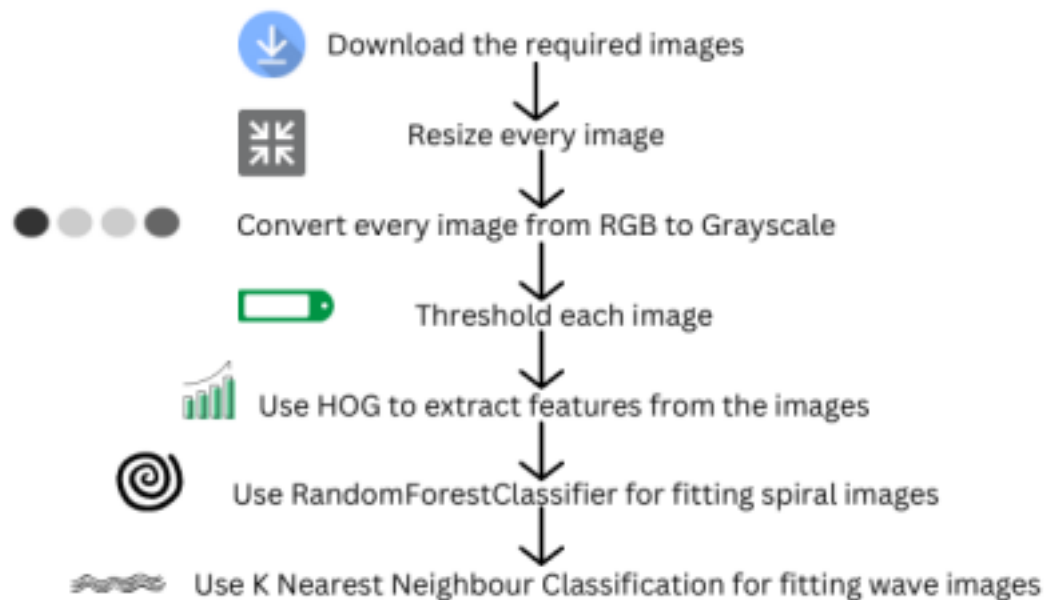 Download the required images
Resize every image
Convert every image from RGB to Grayscale
Threshold each image
Use HOG to extract features from the images
Use RandomForestClassifier for fitting spiral images
Use K Nearest Neighbour Classification for fitting wave images